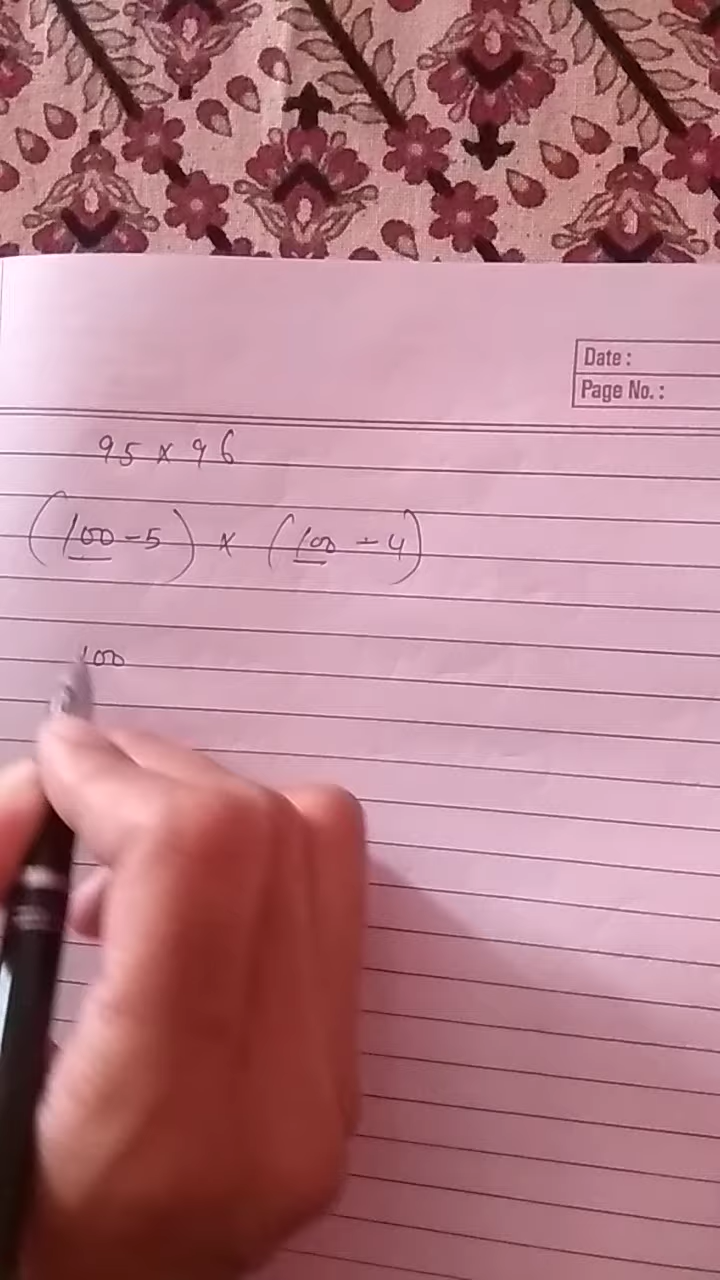 Date :
Page No. :
95 x 96
(100 - 5) x (100 - 4)
100